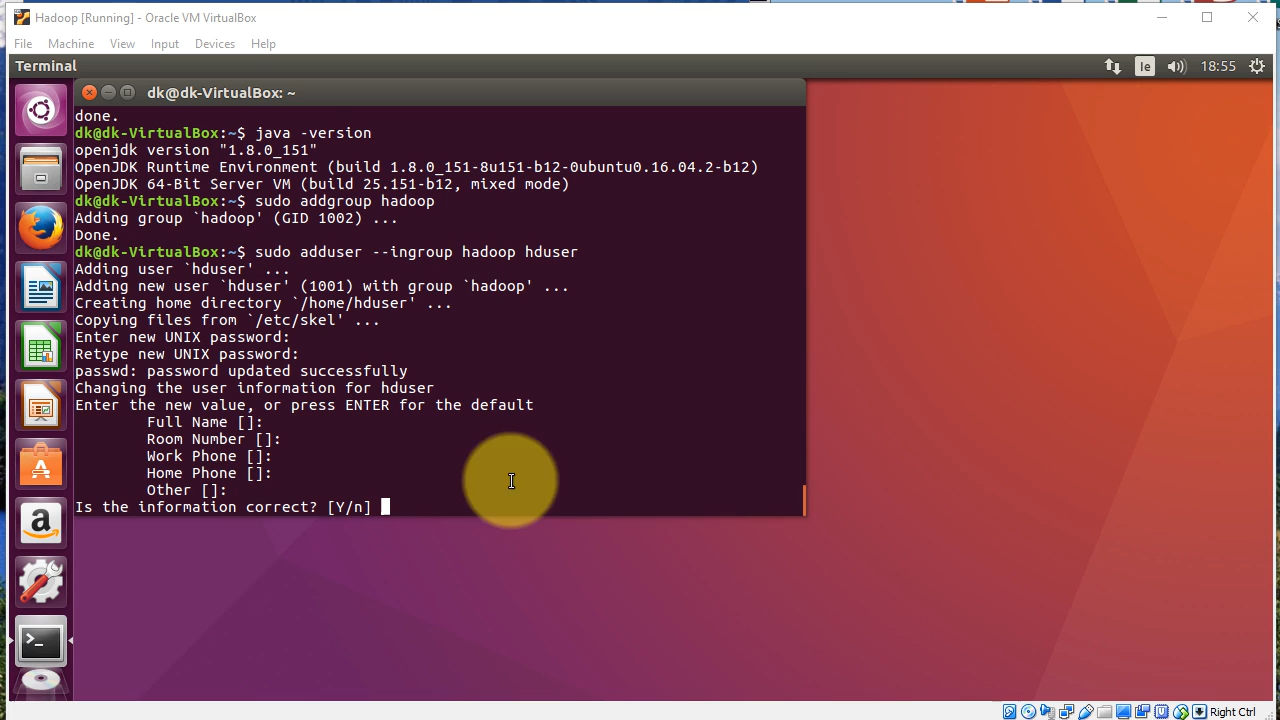 Hadoop [Running] - Oracle VM VirtualBox
File Machine View Input Devices Help
Terminal
Ie
18:55
dk@dk-VirtualBox: ~
done.
dk@dk-VirtualBox:~$ java -version
openjdk version "1.8.0_151"
OpenJDK Runtime Environment (build 1.8.0_151-8u151-b12-0ubuntu0.16.04.2-b12)
OpenJDK 64-Bit Server VM (build 25.151-b12, mixed mode)
dk@dk-VirtualBox:~$ sudo addgroup hadoop
Adding group `hadoop' (GID 1002) ...
Done.
dk@dk-VirtualBox:~$ sudo adduser --ingroup hadoop hduser
Adding user `hduser' ...
Adding new user `hduser' (1001) with group `hadoop' ...
Creating home directory `/home/hduser' ...
Copying files from `/etc/skel' ...
Enter new UNIX password:
Retype new UNIX password:
passwd: password updated successfully
Changing the user information for hduser
Enter the new value, or press ENTER for the default
Full Name []:
Room Number []:
Work Phone []:
Home Phone []:
Other []:
Is the information correct? [Y/n]
Right Ctrl